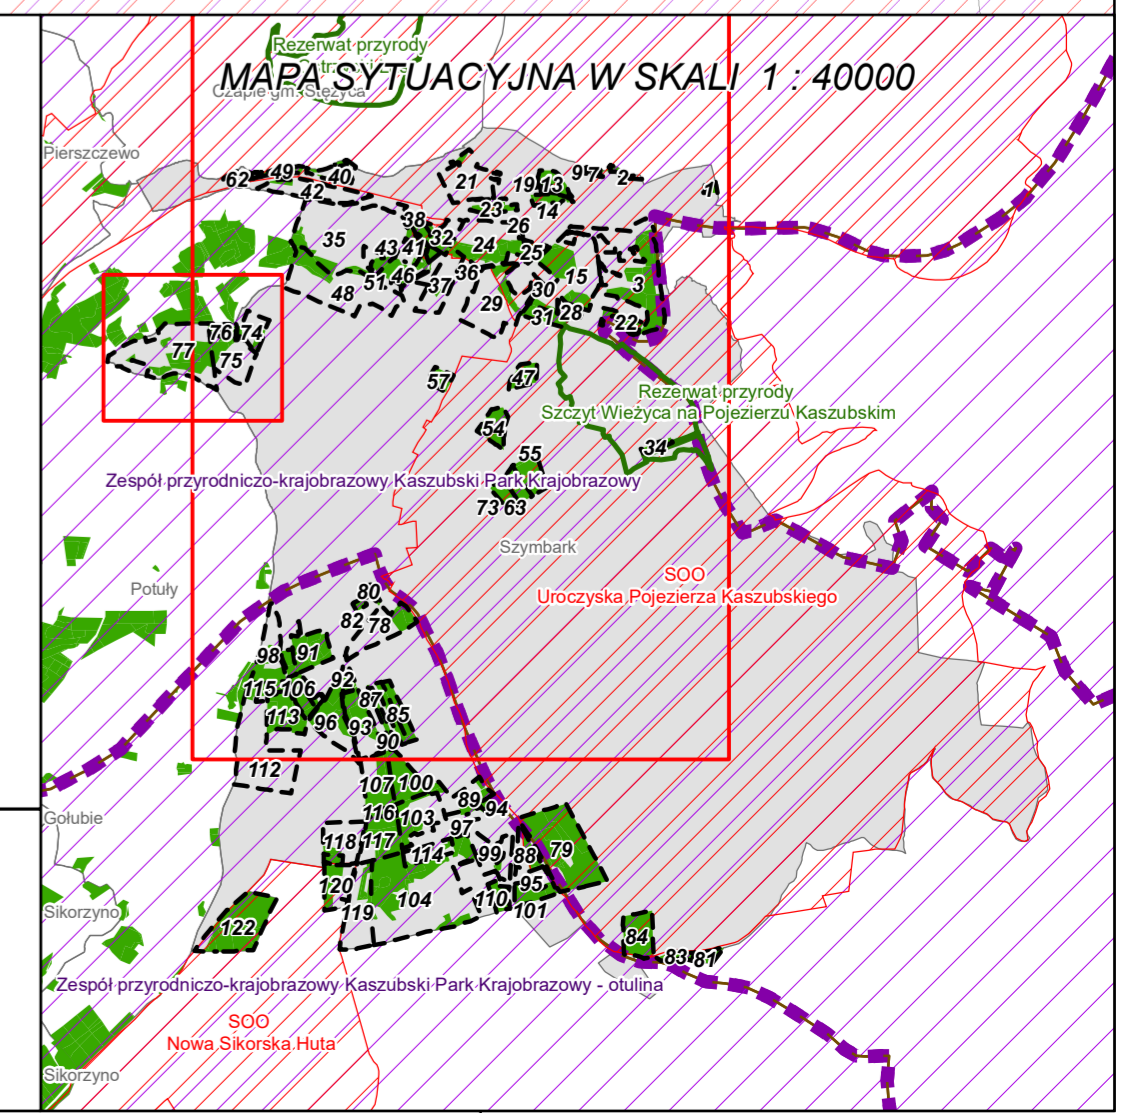 Rezerwat przyrody
MAPA SYTUACYJNA W SKALI 1 : 40000
Czaple gm. Stężyca
Pierszczewo
62 49 40 42
21 19 13 9 7 2 1
23 14
38 26
35 43 41 32 24 25
51 46 36 15 3
48 37 29 30
31 28 22
76 74
77 75
57 47
Rezerwat przyrody
Szczyt Wieżyca na Pojezierzu Kaszubskim
54
34
55
Zespół przyrodniczo-krajobrazowy Kaszubski Park Krajobrazowy
73 63
Szymbark
SOO
Uroczyska Pojezierza Kaszubskiego
Potuły
80
82 78
98 91
92
115 106 87
113 96 93 85
90
112
107 100
89 94
Gołubie
116 103
97
118 117
114 99 88 79
120 95
104 110
119 101
Sikorzyno
122
84
83 81
Zespół przyrodniczo-krajobrazowy Kaszubski Park Krajobrazowy - otulina
SOO
Nowa Sikorska Huta
Sikorzyno